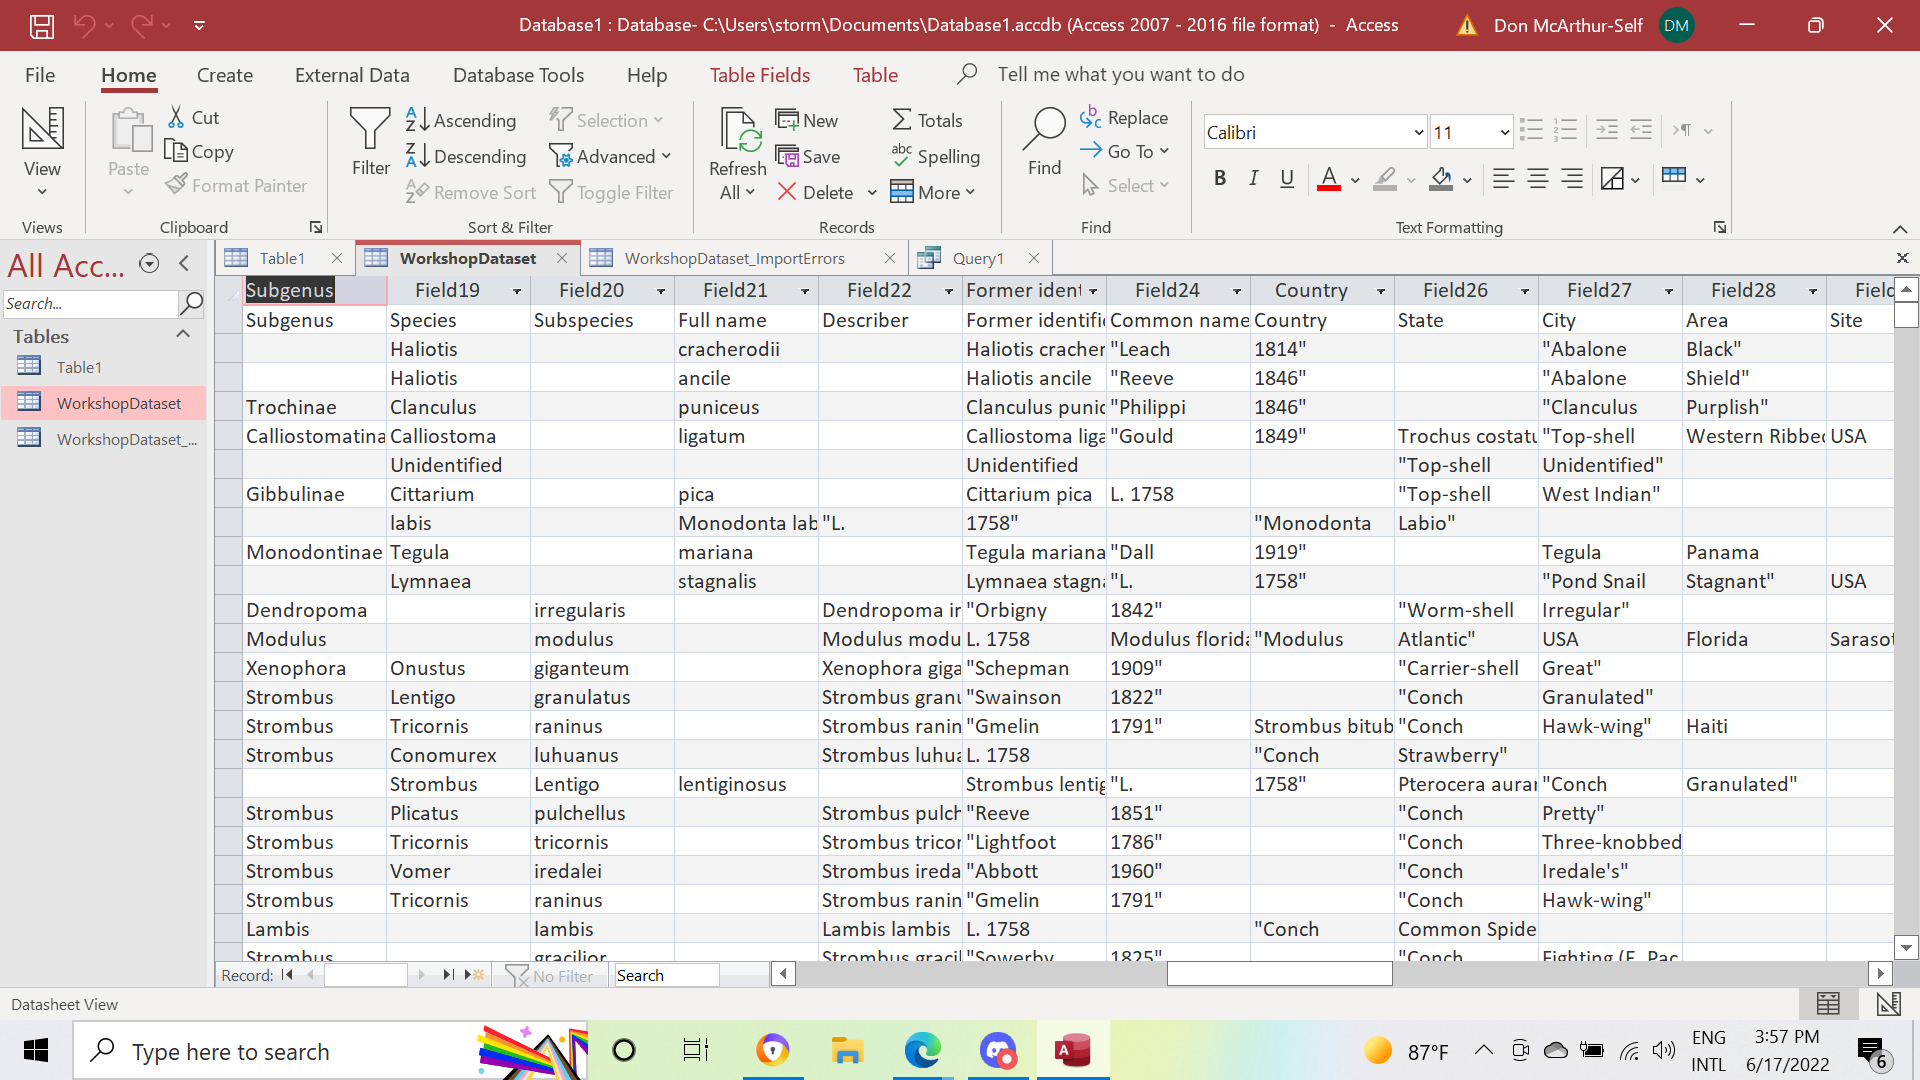 Database1 : Database- C:\Users\storm\Documents\Database1.accdb (Access 2007 - 2016 file format) - Access
Don McArthur-Self
DM
File Home Create External Data Database Tools Help Table Fields Table Tell me what you want to do
View
Views
Paste
Cut
Copy
Format Painter
Clipboard
Filter
Ascending
Descending
Remove Sort
Selection
Advanced
Toggle Filter
Sort & Filter
Refresh All
New
Save
Delete
Totals
Spelling
More
Records
Find
Replace
Go To
Select
Find
Calibri 11
B I U A
Text Formatting
All Acc...
Search...
Tables
Table1
WorkshopDataset
WorkshopDataset_...
Table1 WorkshopDataset WorkshopDataset_ImportErrors Query1
Subgenus Field19 Field20 Field21 Field22 Former ident Field24 Country Field26 Field27 Field28 Field
Subgenus Species Subspecies Full name Describer Former identifi Common name Country State City Area Site
Haliotis cracherodii Haliotis cracher "Leach 1814" "Abalone Black"
Haliotis ancile Haliotis ancile "Reeve 1846" "Abalone Shield"
Trochinae Clanculus puniceus Clanculus punic "Philippi 1846" "Clanculus Purplish"
Calliostomatina Calliostoma ligatum Calliostoma liga "Gould 1849" Trochus costatu "Top-shell Western Ribbed USA
Unidentified Unidentified "Top-shell Unidentified"
Gibbulinae Cittarium pica Cittarium pica L. 1758 "Top-shell West Indian"
labis Monodonta lab "L. 1758" "Monodonta Labio"
Monodontinae Tegula mariana Tegula mariana "Dall 1919" Tegula Panama
Lymnaea stagnalis Lymnaea stagna "L. 1758" "Pond Snail Stagnant" USA
Dendropoma irregularis Dendropoma ir "Orbigny 1842" "Worm-shell Irregular"
Modulus modulus Modulus modu L. 1758 Modulus florida "Modulus Atlantic" USA Florida Sarasot
Xenophora Onustus giganteum Xenophora giga "Schepman 1909" "Carrier-shell Great"
Strombus Lentigo granulatus Strombus granu "Swainson 1822" "Conch Granulated"
Strombus Tricornis raninus Strombus ranin "Gmelin 1791" Strombus bitub "Conch Hawk-wing" Haiti
Strombus Conomurex luhuanus Strombus luhua L. 1758 "Conch Strawberry"
Strombus Lentigo lentiginosus Strombus lentig "L. 1758" Pterocera auran "Conch Granulated"
Strombus Plicatus pulchellus Strombus pulch "Reeve 1851" "Conch Pretty"
Strombus Tricornis tricornis Strombus tricor "Lightfoot 1786" "Conch Three-knobbed
Strombus Vomer iredalei Strombus ireda "Abbott 1960" "Conch Iredale's"
Strombus Tricornis raninus Strombus ranin "Gmelin 1791" "Conch Hawk-wing"
Lambis lambis Lambis lambis L. 1758 "Conch Common Spide
Strombus gracilior Strombus gracil "Sowerby 1825" "Conch Fighting (E. Pac
Record: No Filter Search
Datasheet View
Type here to search
87°F
ENG
INTL
3:57 PM
6/17/2022
6